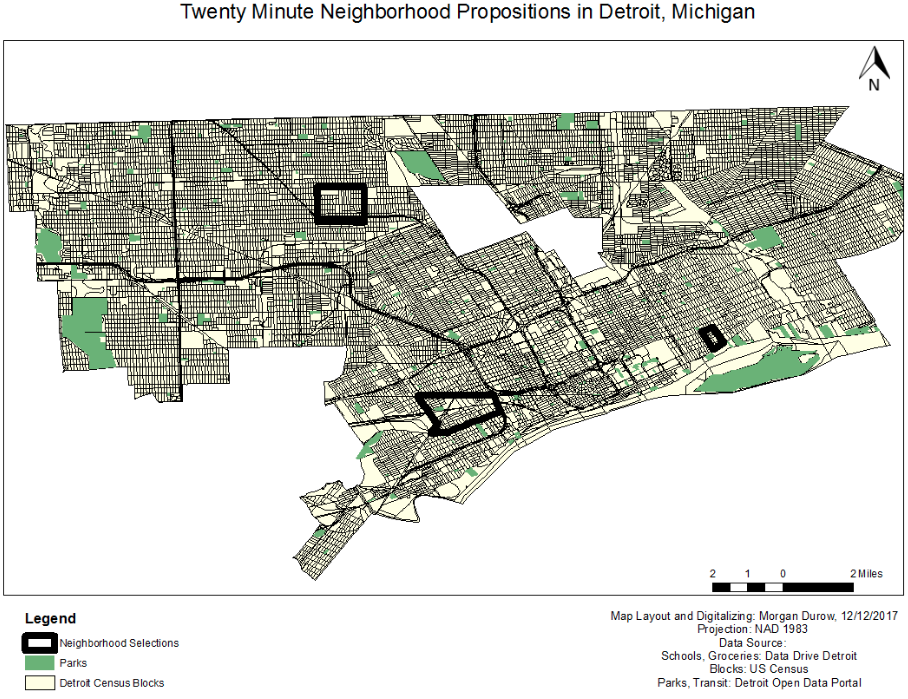 Twenty Minute Neighborhood Propositions in Detroit, Michigan
N
2 1 0 2 Miles
Legend
Neighborhood Selections
Parks
Detroit Census Blocks
Map Layout and Digitalizing: Morgan Durow, 12/12/2017
Projection: NAD 1983
Data Source:
Schools, Groceries: Data Drive Detroit
Blocks: US Census
Parks, Transit: Detroit Open Data Portal